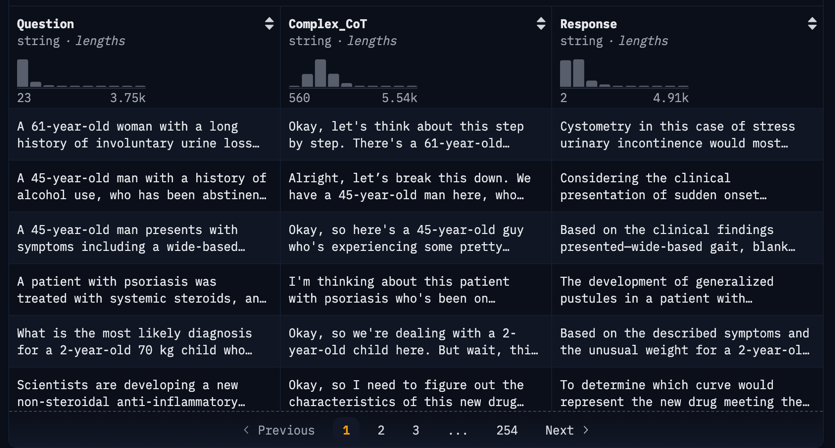 Question
string · lengths
23 3.75k
Complex_CoT
string · lengths
560 5.54k
Response
string · lengths
2 4.91k
A 61-year-old woman with a long
history of involuntary urine loss…
Okay, let's think about this step
by step. There's a 61-year-old…
Cystometry in this case of stress
urinary incontinence would most…
A 45-year-old man with a history of
alcohol use, who has been abstinen…
Alright, let’s break this down. We
have a 45-year-old man here, who…
Considering the clinical
presentation of sudden onset…
A 45-year-old man presents with
symptoms including a wide-based…
Okay, so here's a 45-year-old guy
who's experiencing some pretty…
Based on the clinical findings
presented—wide-based gait, blank…
A patient with psoriasis was
treated with systemic steroids, an…
I'm thinking about this patient
with psoriasis who's been on…
The development of generalized
pustules in a patient with…
What is the most likely diagnosis
for a 2-year-old 70 kg child who…
Okay, so we're dealing with a 2-
year-old child here. But wait, thi…
Based on the described symptoms and
the unusual weight for a 2-year-ol…
Scientists are developing a new
non-steroidal anti-inflammatory…
Okay, so I need to figure out the
characteristics of this new drug…
To determine which curve would
represent the new drug meeting the…
< Previous 1 2 3 ... 254 Next >